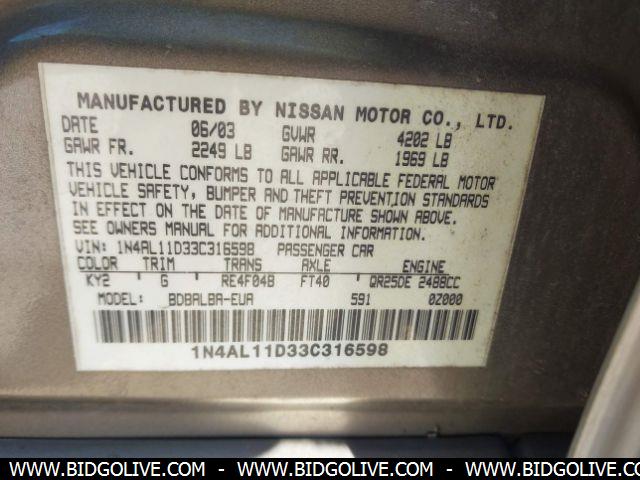 MANUFACTURED BY NISSAN MOTOR CO., LTD.
DATE 06/03 GVWR 4202 LB
GAWR FR. 2249 LB GAWR RR. 1969 LB
THIS VEHICLE CONFORMS TO ALL APPLICABLE FEDERAL MOTOR
VEHICLE SAFETY, BUMPER AND THEFT PREVENTION STANDARDS
IN EFFECT ON THE DATE OF MANUFACTURE SHOWN ABOVE.
SEE OWNERS MANUAL FOR ADDITIONAL INFORMATION.
VIN: 1N4AL11D33C316598 PASSENGER CAR
COLOR TRIM TRANS AXLE ENGINE
KY2 G RE4F04B FT40 QR25DE 2488CC
MODEL: BDBALBA-EUA 591 0Z000
1N4AL11D33C316598
WWW.BIDGOLIVE.COM - WWW.BIDGOLIVE.COM - WWW.BIDGOLIVE.COM